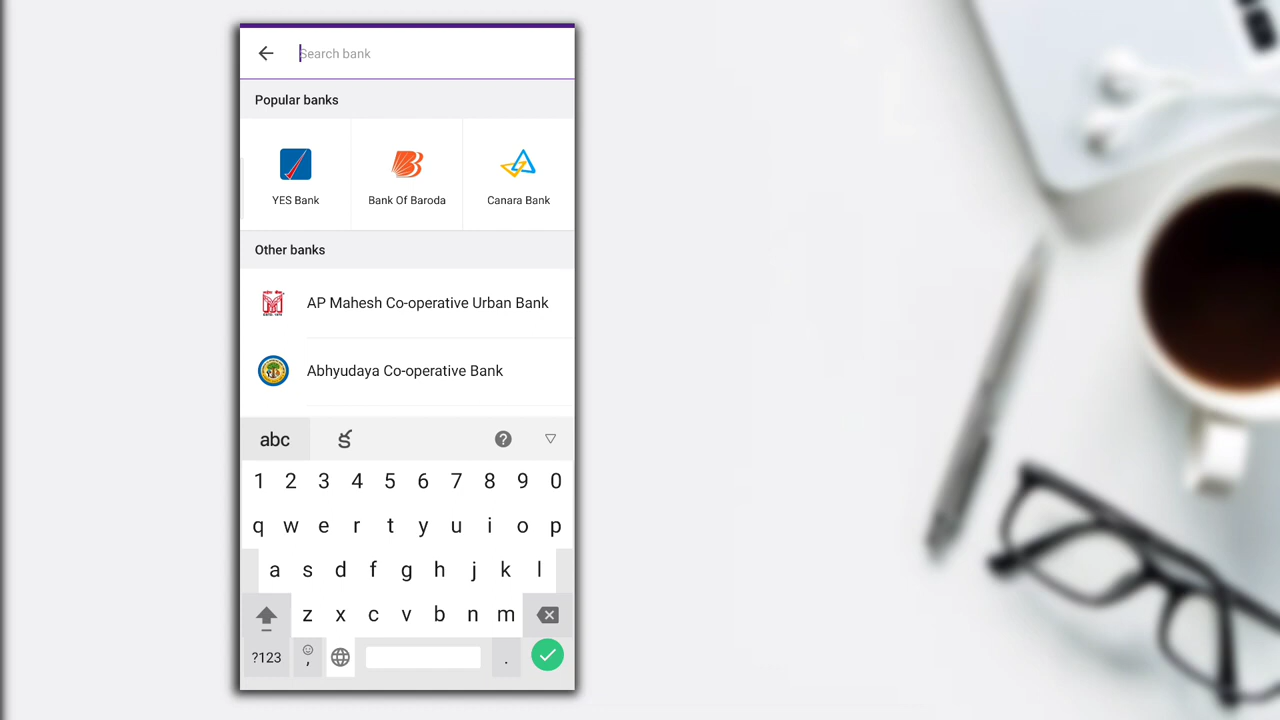 Search bank
Popular banks
YES Bank
Bank Of Baroda
Canara Bank
Other banks
AP Mahesh Co-operative Urban Bank
Abhyudaya Co-operative Bank
abc క ?
1 2 3 4 5 6 7 8 9 0
q w e r t y u i o p
a s d f g h j k l
z x c v b n m
?123 , .